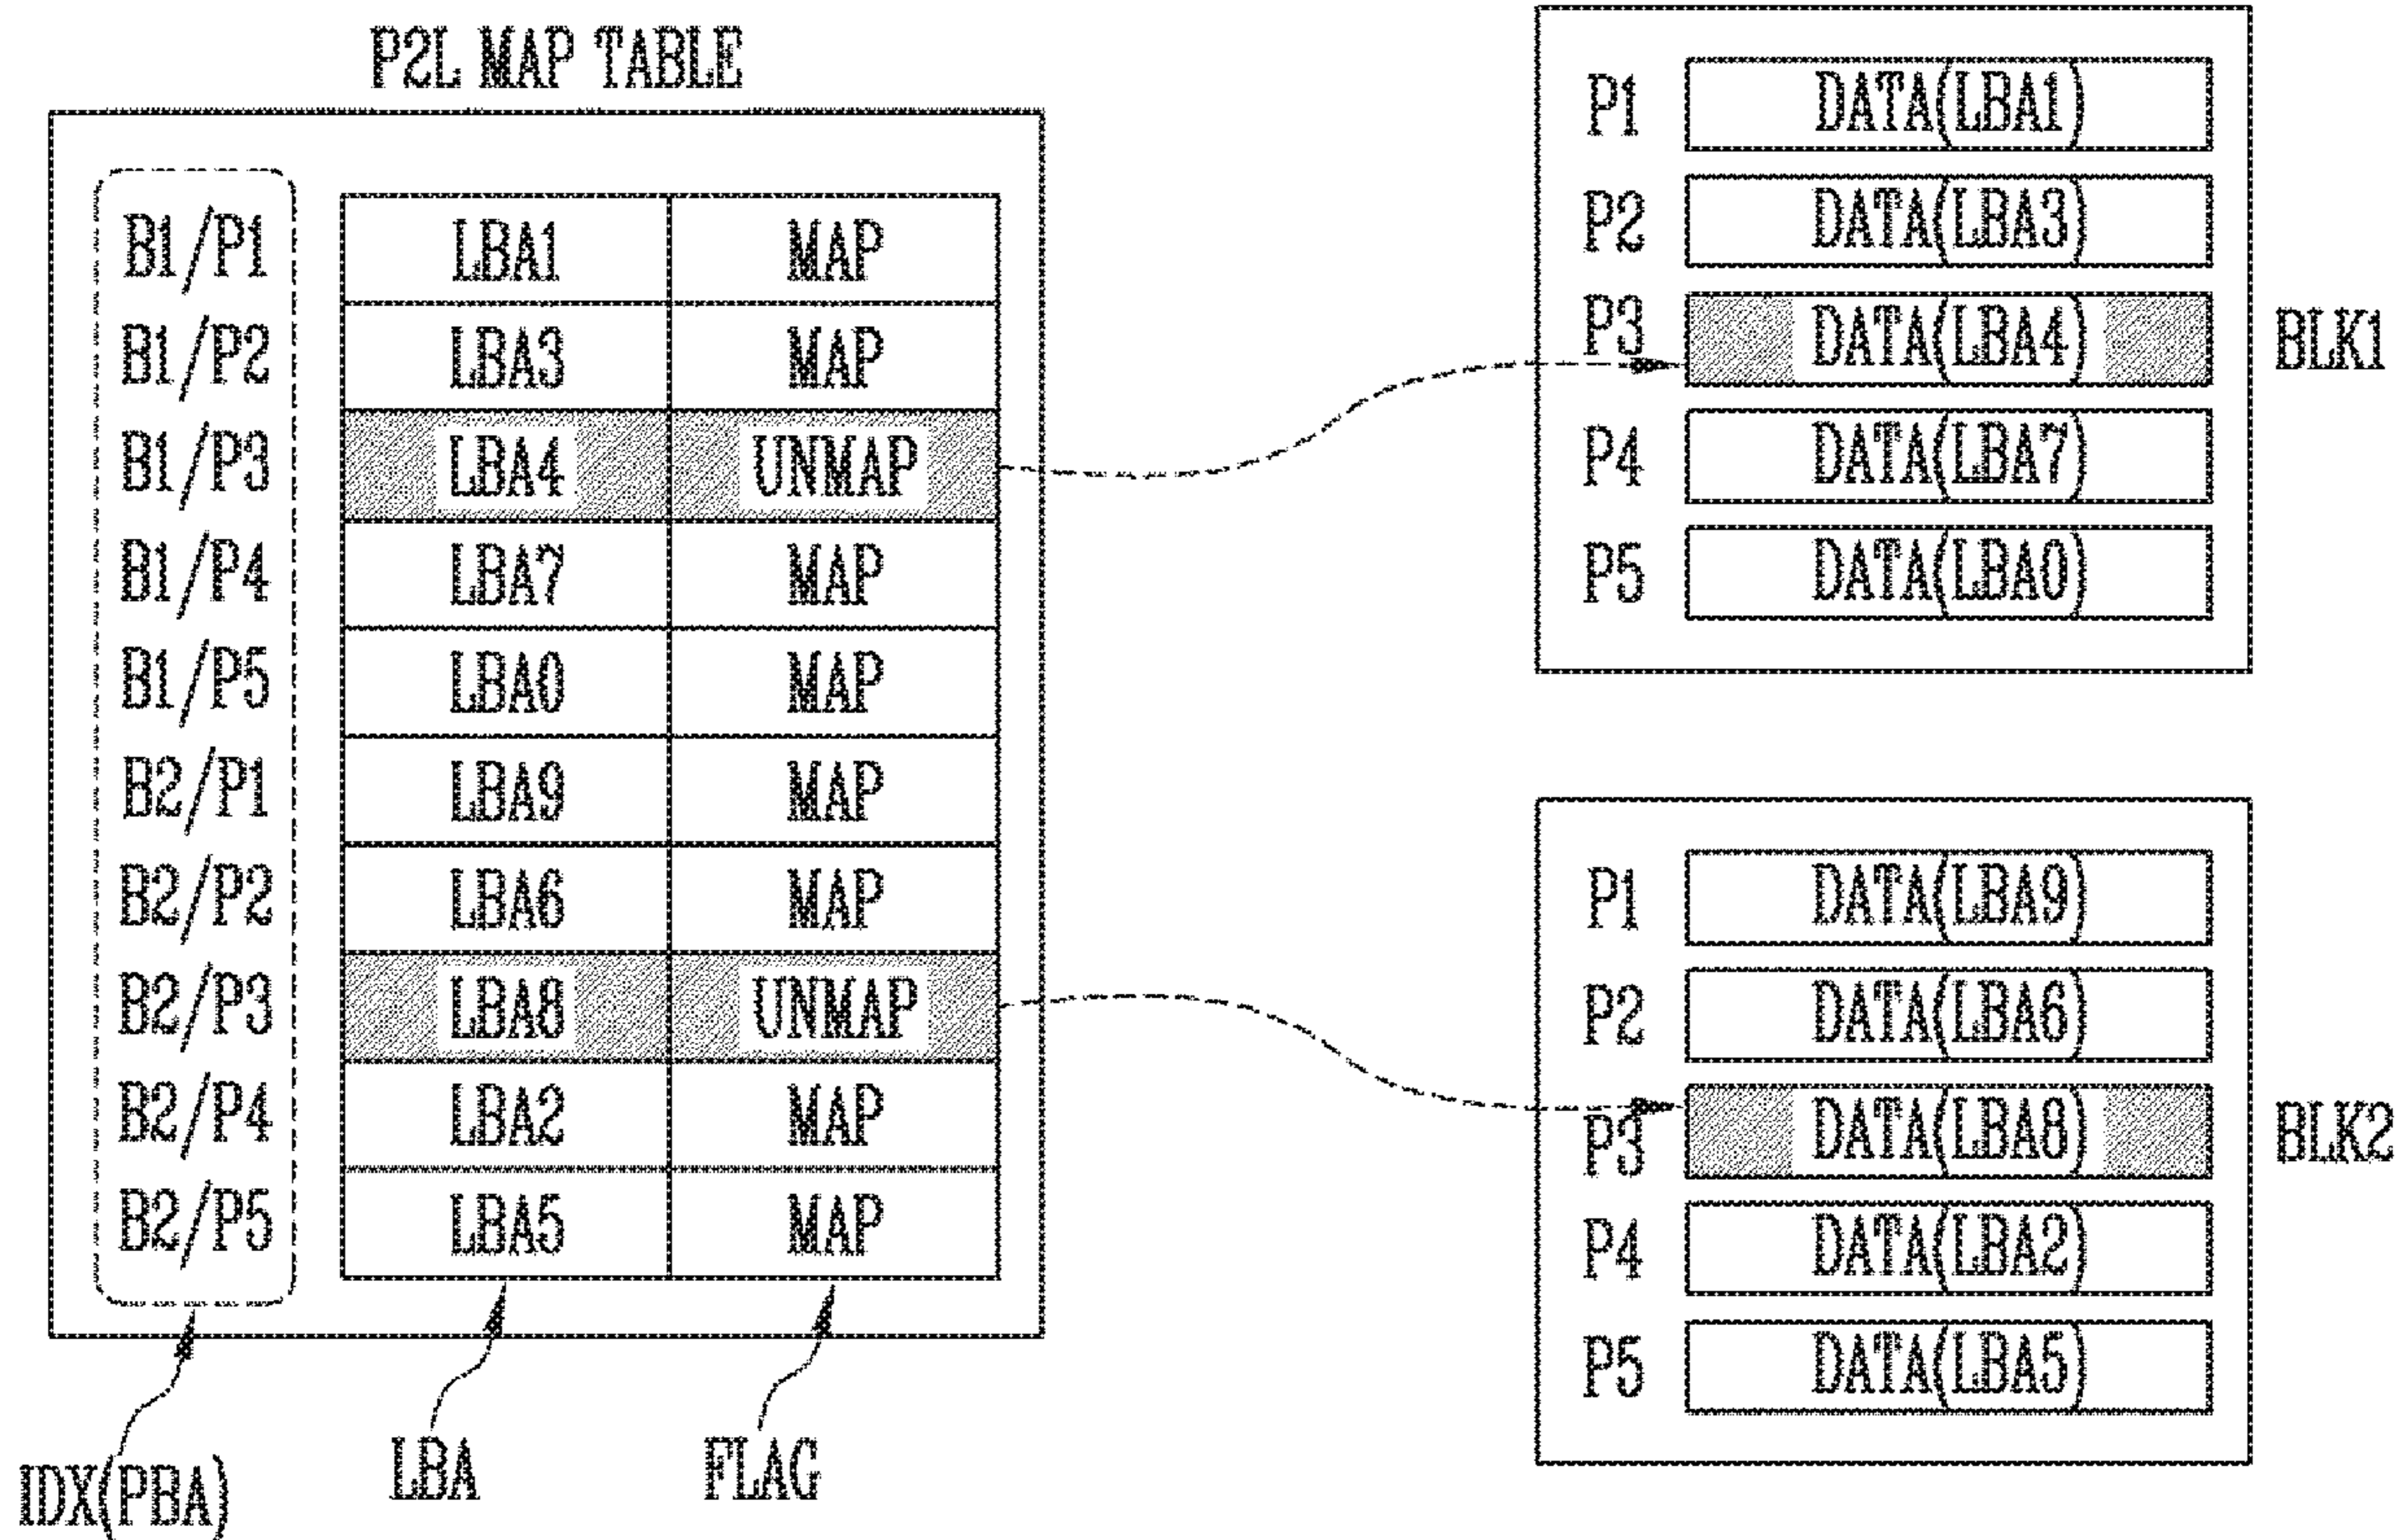 P2L MAP TABLE
B1/P1 LBA1 MAP
B1/P2 LBA3 MAP
B1/P3 LBA4 UNMAP
B1/P4 LBA7 MAP
B1/P5 LBA0 MAP
B2/P1 LBA9 MAP
B2/P2 LBA6 MAP
B2/P3 LBA8 UNMAP
B2/P4 LBA2 MAP
B2/P5 LBA5 MAP
IDX(PBA) LBA FLAG
P1 DATA(LBA1)
P2 DATA(LBA3)
P3 DATA(LBA4)
P4 DATA(LBA7)
P5 DATA(LBA0)
BLK1
P1 DATA(LBA9)
P2 DATA(LBA6)
P3 DATA(LBA8)
P4 DATA(LBA2)
P5 DATA(LBA5)
BLK2